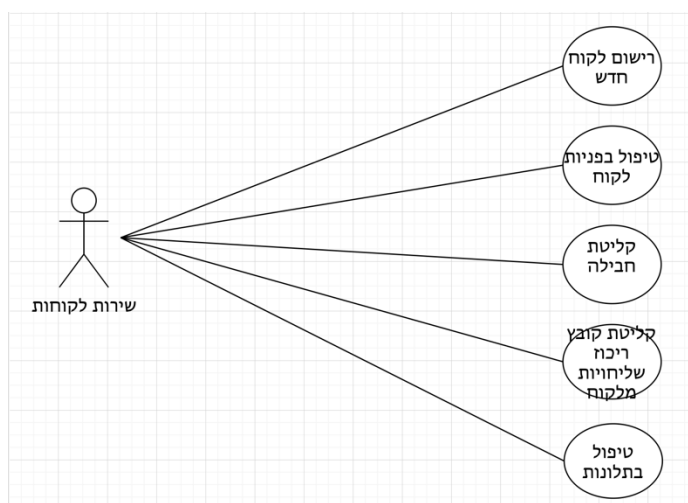 רישום לקוח
חדש
טיפול בפניות
לקוח
קליטת
חבילה
קליטת קובץ
ריכוז
שליחויות
מלקוח
טיפול
בתלונות
שירות לקוחות